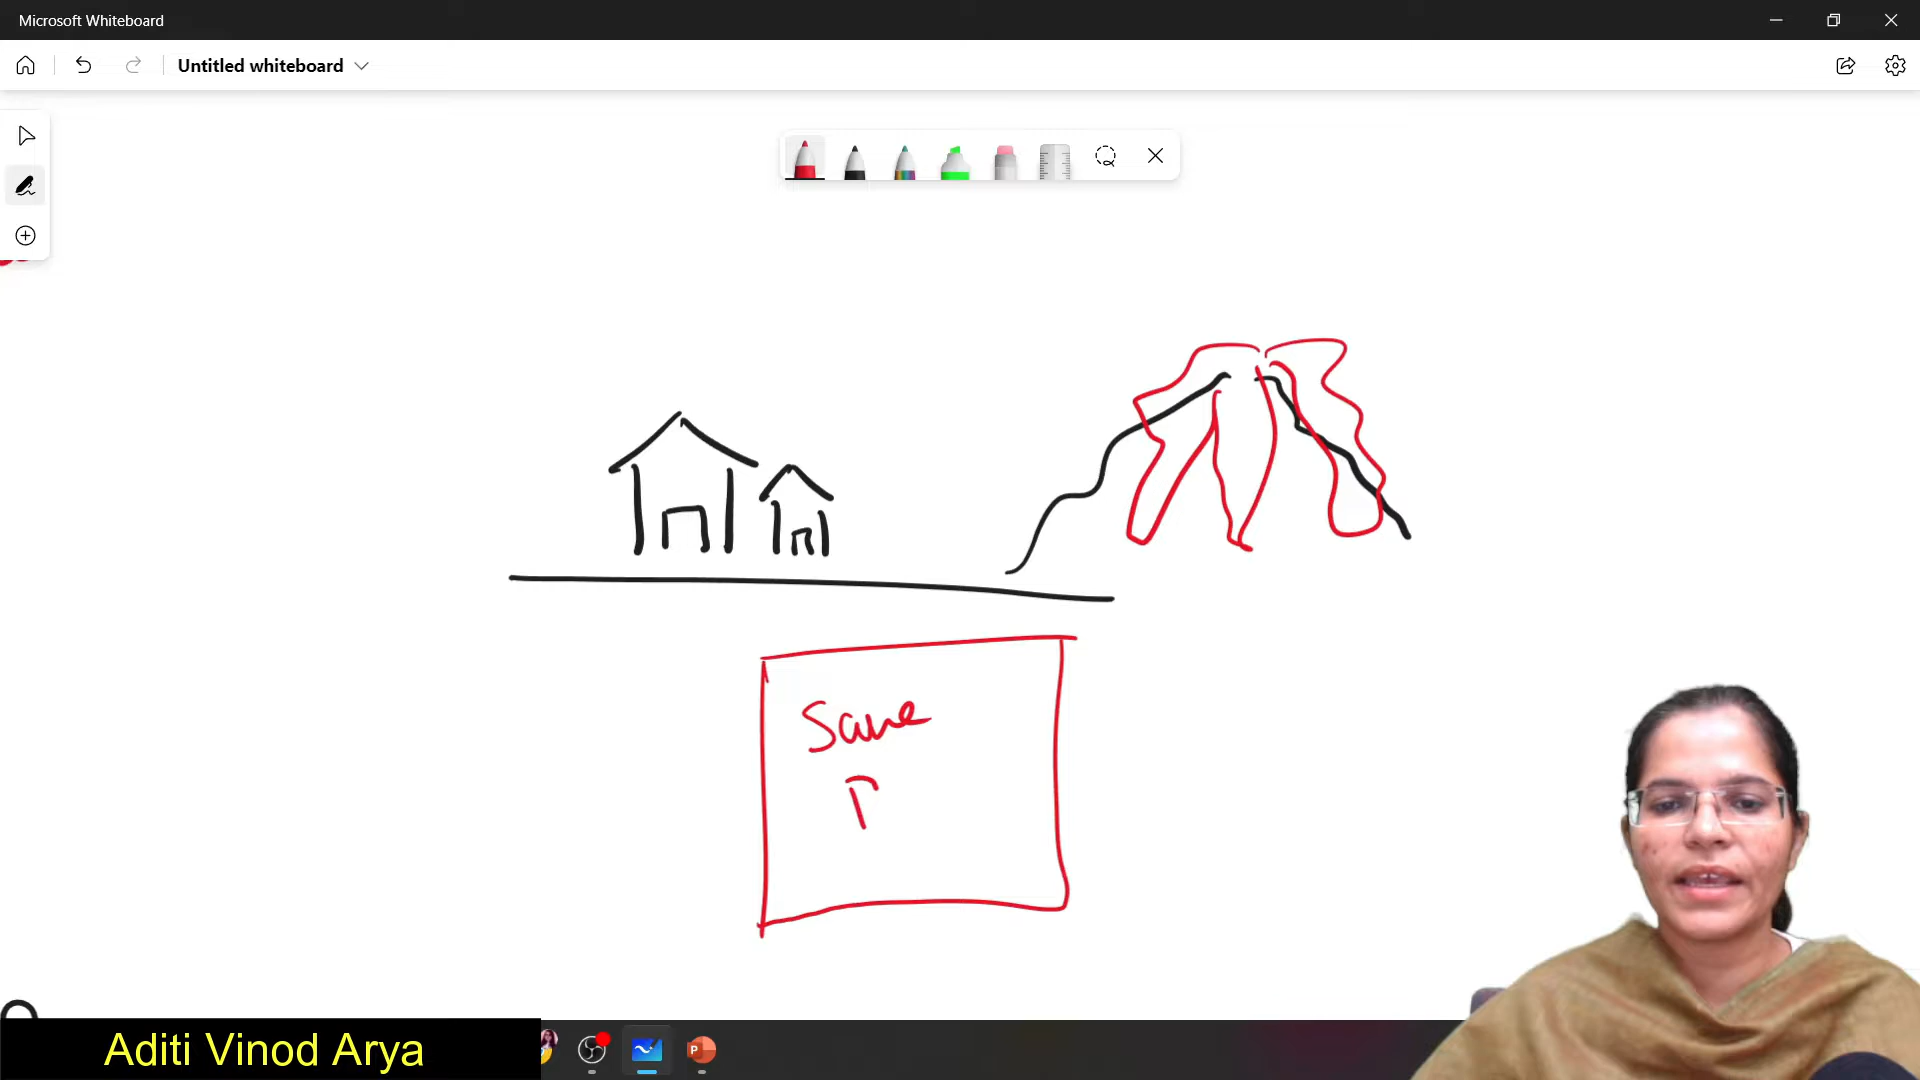 Microsoft Whiteboard
Untitled whiteboard
Save
Aditi Vinod Arya